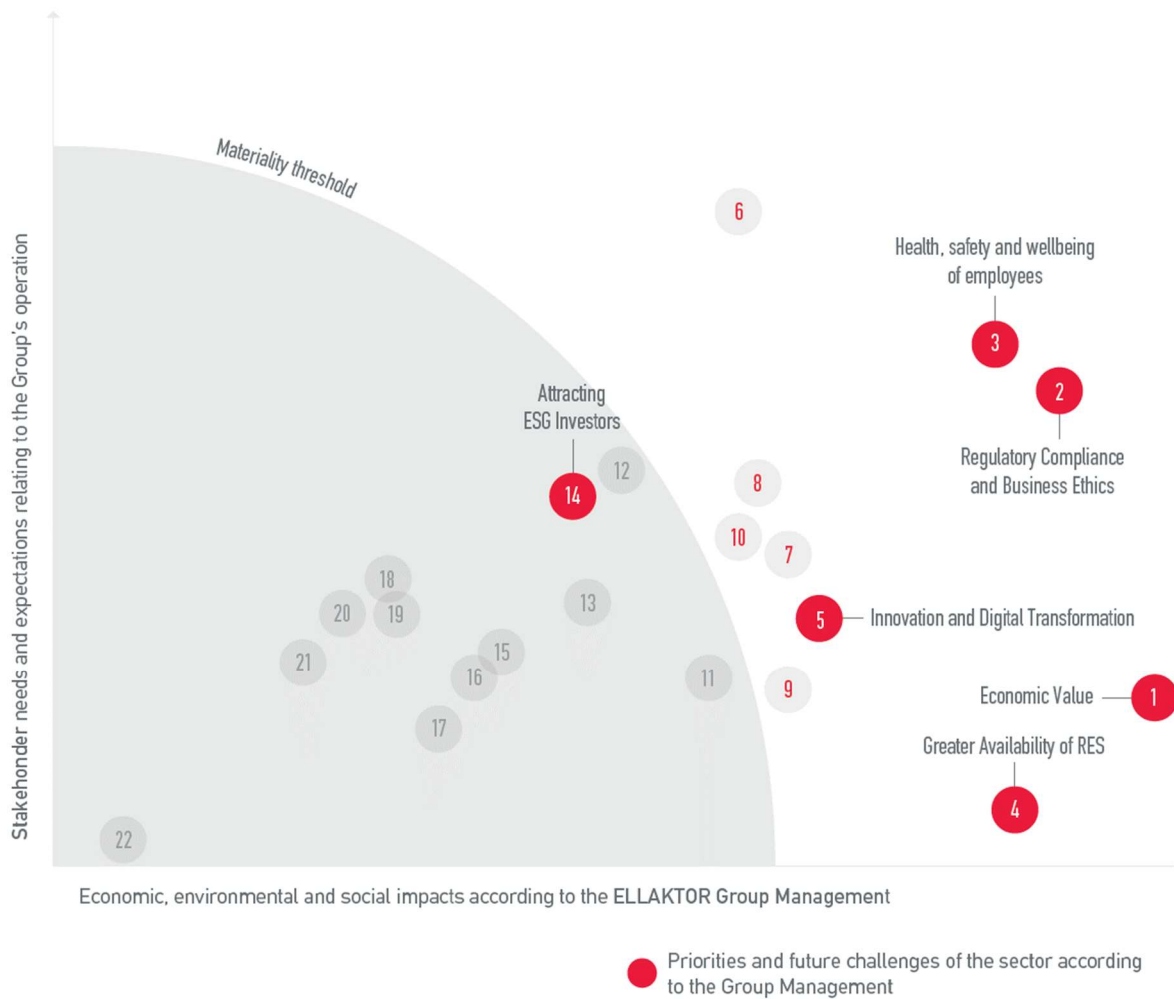 Materiality threshold
6
Health, safety and wellbeing
of employees
3
2
Attracting
ESG Investors
Regulatory Compliance
and Business Ethics
12
8
14
10
7
18
13
20
19
5
Innovation and Digital Transformation
15
21
16
11
9
Economic Value
1
17
Greater Availability of RES
4
22
Stakehonder needs and expectations relating to the Group's operation
Economic, environmental and social impacts according to the ELLAKTOR Group Management
Priorities and future challenges of the sector according
to the Group Management